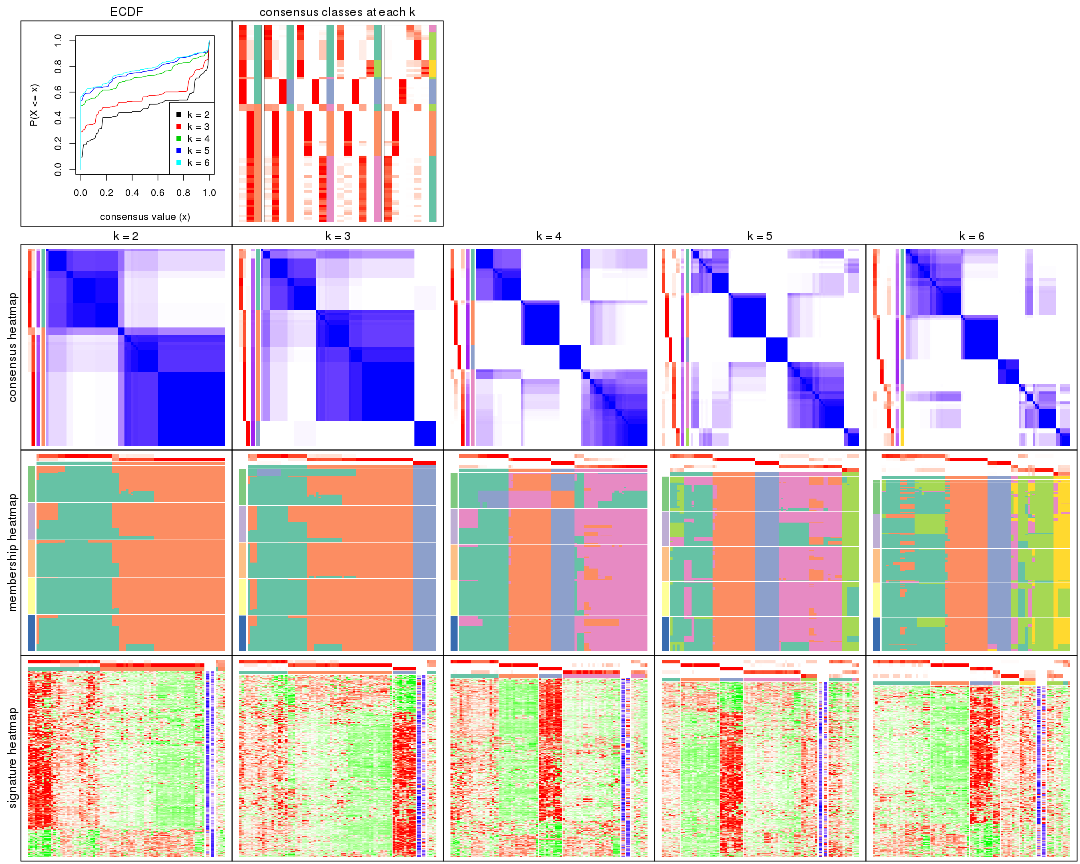 ECDF
consensus classes at each k
P(X <= x)
0.0 0.2 0.4 0.6 0.8 1.0
k = 2
k = 3
k = 4
k = 5
k = 6
0.0 0.2 0.4 0.6 0.8 1.0
consensus value (x)
k = 2
k = 3
k = 4
k = 5
k = 6
consensus heatmap
membership heatmap
signature heatmap